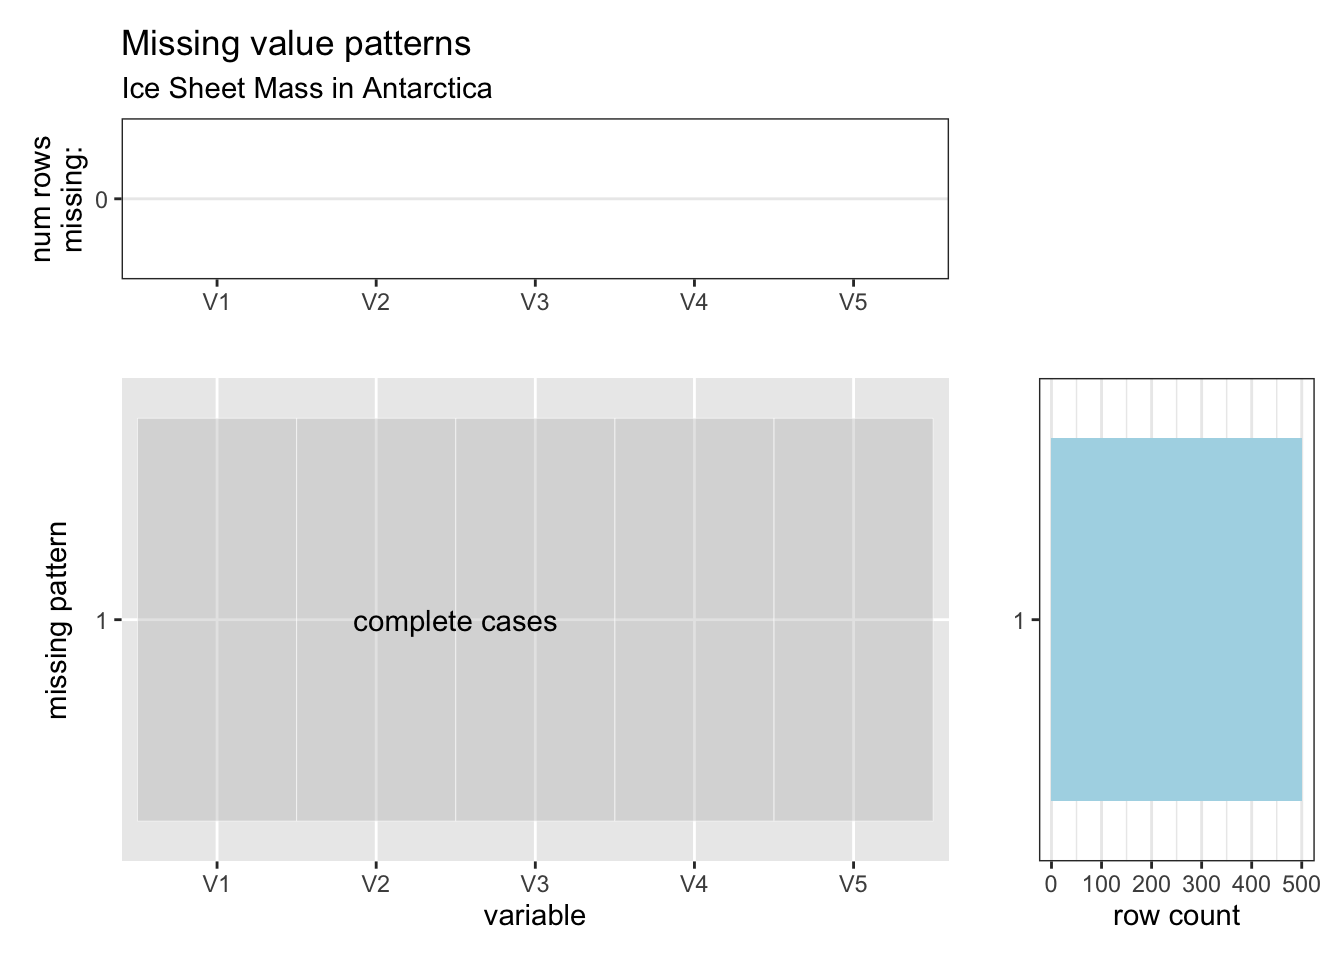 Missing value patterns
Ice Sheet Mass in Antarctica
num rows
missing:
0
V1 V2 V3 V4 V5
missing pattern
1
complete cases
V1 V2 V3 V4 V5
variable
1
0 100 200 300 400 500
row count